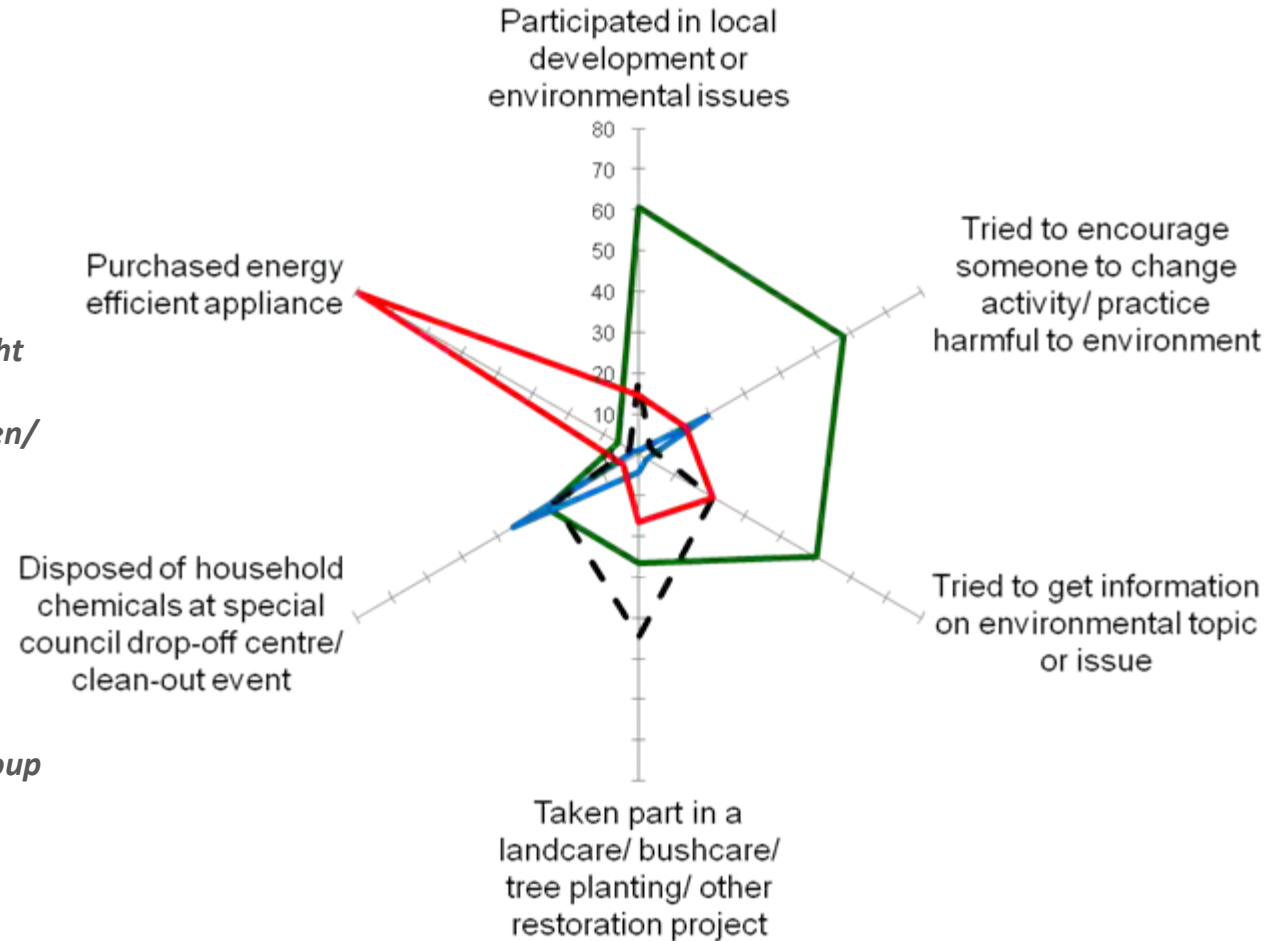 Participated in local
development or
environmental issues
80
70
60
50
40
30
20
10
Tried to encourage
someone to change
activity/ practice
harmful to environment
Purchased energy
efficient appliance
ht
en/
Disposed of household
chemicals at special
council drop-off centre/
clean-out event
Tried to get information
on environmental topic
or issue
oup
Taken part in a
landcare/ bushcare/
tree planting/ other
restoration project